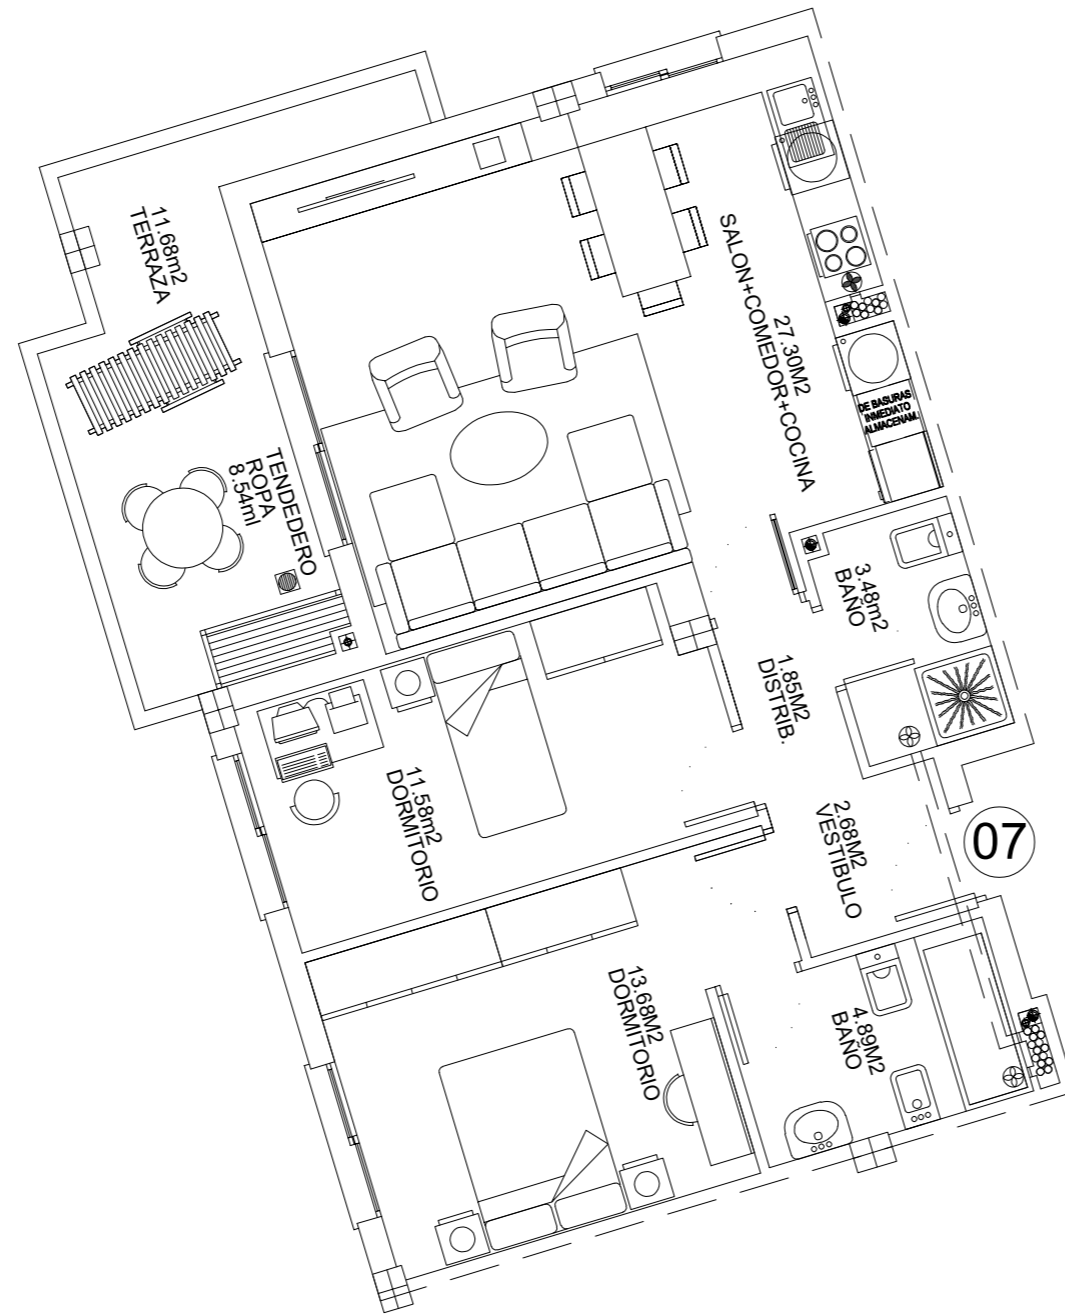 11.68m2
TERRAZA
SALON+COMEDOR+COCINA
27.30M2
DE BASURAS
INMEDIATO
ALMACENAM.
TENDEDERO
ROPA
8.54ml
3.48m2
BAÑO
1.85M2
DISTRIB.
11.58m2
DORMITORIO
2.68M2
VESTIBULO
07
13.68M2
DORMITORIO
4.89M2
BAÑO